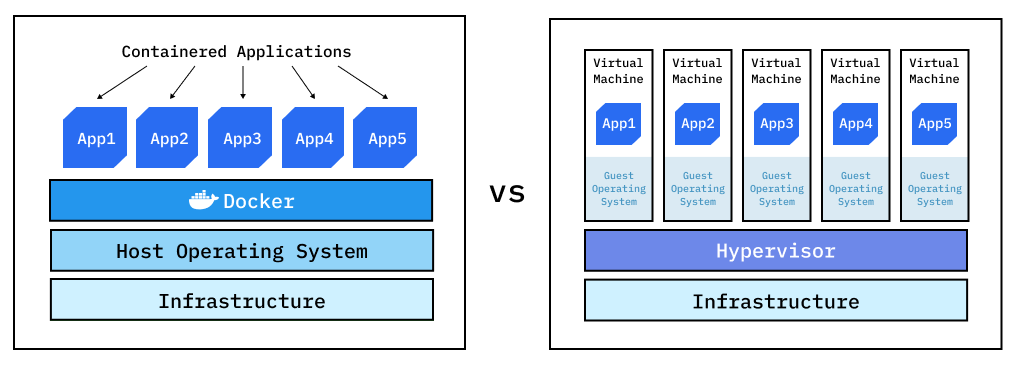 Containered Applications
App1 App2 App3 App4 App5
Docker
Host Operating System
Infrastructure
vs
Virtual Machine
App1
Guest
Operating
System
Virtual Machine
App2
Guest
Operating
System
Virtual Machine
App3
Guest
Operating
System
Virtual Machine
App4
Guest
Operating
System
Virtual Machine
App5
Guest
Operating
System
Hypervisor
Infrastructure